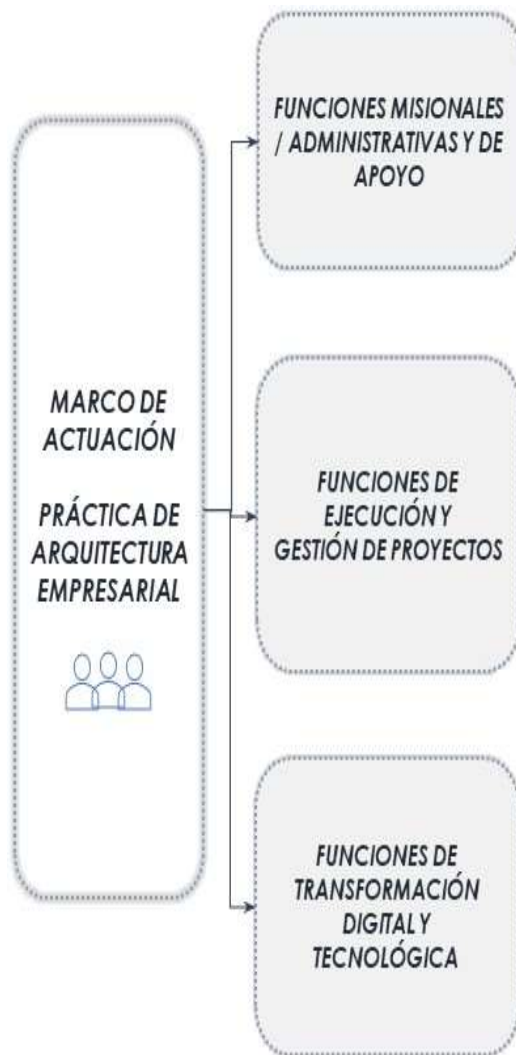 MARCO DE
ACTUACIÓN
PRÁCTICA DE
ARQUITECTURA
EMPRESARIAL
FUNCIONES MISIONALES
/ ADMINISTRATIVAS Y DE
APOYO
FUNCIONES DE
EJECUCIÓN Y
GESTIÓN DE PROYECTOS
FUNCIONES DE
TRANSFORMACIÓN
DIGITAL Y
TECNOLÓGICA